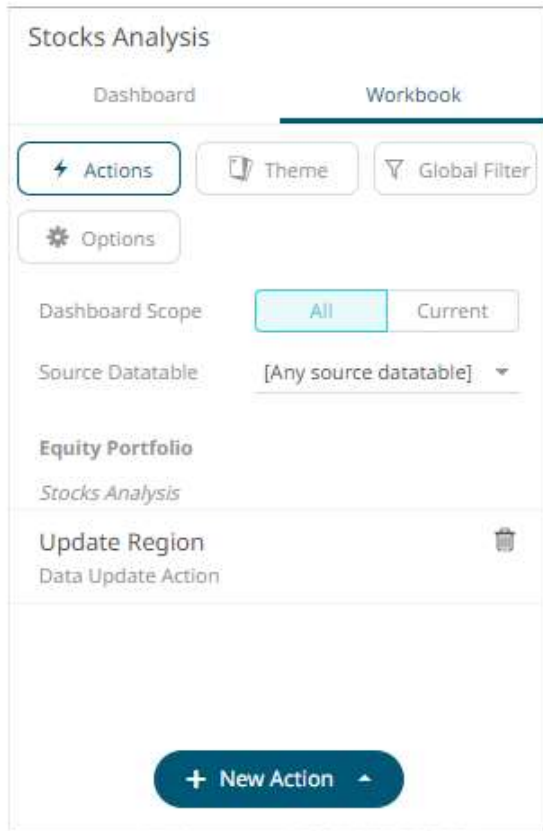 Stocks Analysis
Dashboard Workbook
Actions Theme Global Filter
Options
Dashboard Scope All Current
Source Datatable [Any source datatable]
Equity Portfolio
Stocks Analysis
Update Region
Data Update Action
+ New Action